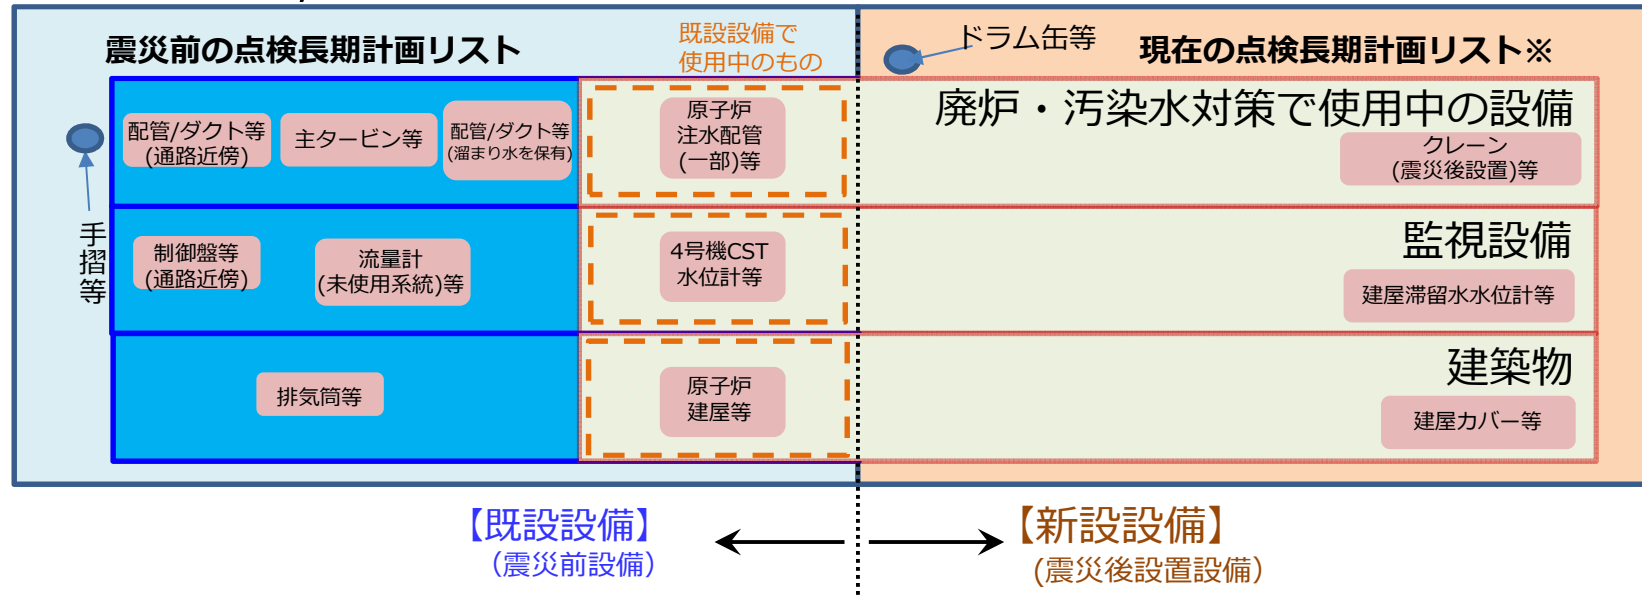 震災前の点検長期計画リスト
既設設備で
使用中のもの
ドラム缶等
現在の点検長期計画リスト※
手摺等
配管/ダクト等
(通路近傍)
主タービン等
配管/ダクト等
(溜まり水を保有)
原子炉
注水配管
(一部)等
廃炉・汚染水対策で使用中の設備
クレーン
(震災後設置)等
制御盤等
(通路近傍)
流量計
(未使用系統)等
4号機CST
水位計等
監視設備
建屋滞留水水位計等
排気筒等
原子炉
建屋等
建築物
建屋カバー等
【既設設備】
（震災前設備）
【新設設備】
(震災後設置設備）